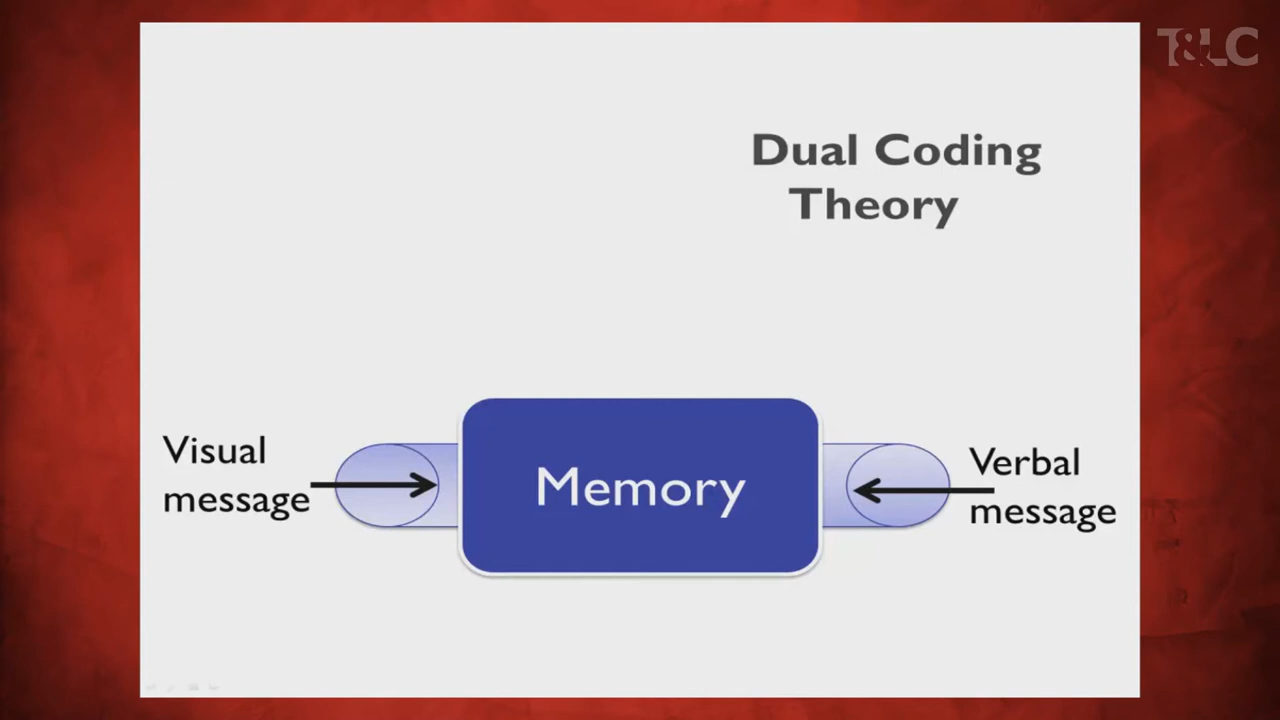 T&LC
Dual Coding
Theory
Visual
message
Memory
Verbal
message